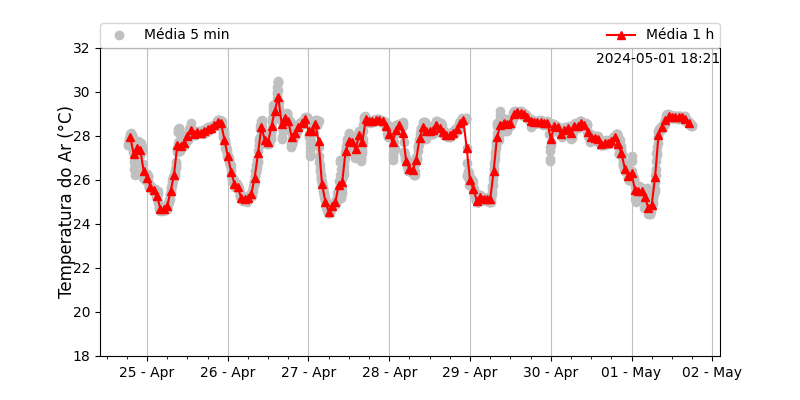 Média 5 min
Média 1 h
2024-05-01 18:21
Temperatura do Ar (°C)
32
30
28
26
24
22
20
18
25 - Apr
26 - Apr
27 - Apr
28 - Apr
29 - Apr
30 - Apr
01 - May
02 - May